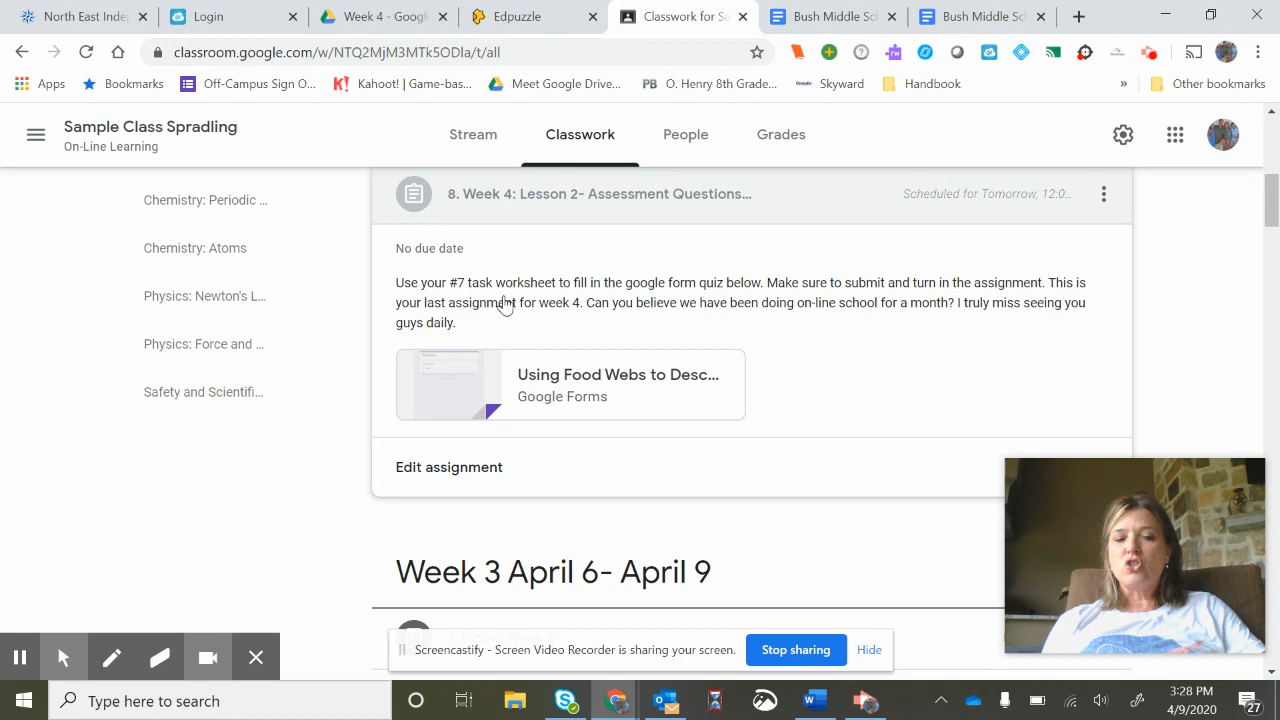 North East Indep
Login
Week 4 - Google
Edpuzzle
Classwork for Sa
Bush Middle Sc
Bush Middle Sc
classroom.google.com/w/NTQ2MjM3MTk5ODla/t/all
Apps
Bookmarks
Off-Campus Sign O...
Kahoot! | Game-bas...
Meet Google Drive...
PB O. Henry 8th Grade...
Skyward
Handbook
»
Other bookmarks
Sample Class Spradling
On-Line Learning
Stream
Classwork
People
Grades
Chemistry: Periodic ...
Chemistry: Atoms
Physics: Newton's L...
Physics: Force and ...
Safety and Scientifi...
8. Week 4: Lesson 2- Assessment Questions...
Scheduled for Tomorrow, 12:0...
No due date
Use your #7 task worksheet to fill in the google form quiz below. Make sure to submit and turn in the assignment. This is
your last assignment for week 4. Can you believe we have been doing on-line school for a month? I truly miss seeing you
guys daily.
Using Food Webs to Desc...
Google Forms
Edit assignment
Week 3 April 6- April 9
Screencastify - Screen Video Recorder is sharing your screen.
Stop sharing
Hide
Type here to search
3:28 PM
4/9/2020
27